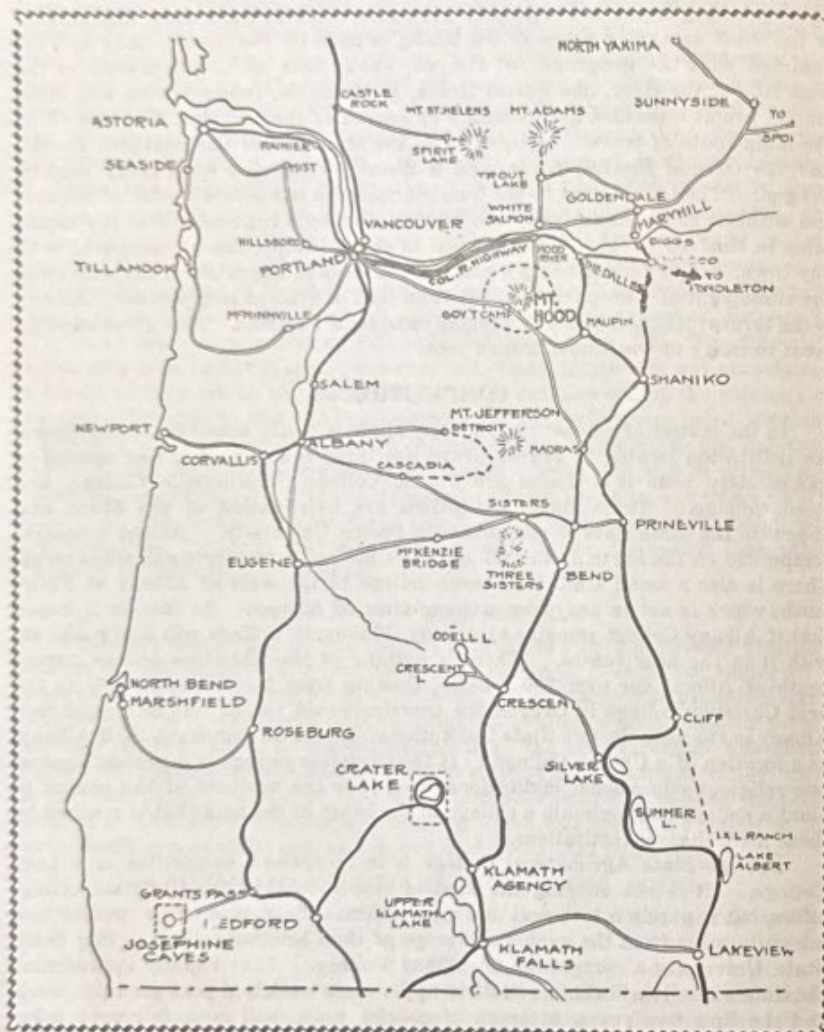 NORTH YAKIMA
CASTLE
ROCK
MT. ST. HELENS
MT. ADAMS
SUNNYSIDE
ASTORIA
SPIRIT
LAKE
TO
SPOI
RAINIER
SEASIDE
MIST
TROUT
LAKE
GOLDENDALE
WHITE
SALMON
MARYHILL
VANCOUVER
HILLSBORO
BIGGS
PORTLAND
COL. R. HIGHWAY
HOOD
RIVER
THE DALLES
TILLAMOOK
TO
PENDLETON
MT.
HOOD
GOV'T CAMP
McMINNVILLE
MAUPIN
SALEM
SHANIKO
MT. JEFFERSON
NEWPORT
DETROIT
ALBANY
MADRAS
CORVALLIS
CASCADIA
SISTERS
PRINEVILLE
EUGENE
McKENZIE
BRIDGE
THREE
SISTERS
BEND
ODELL L.
CRESCENT
L.
NORTH BEND
CRESCENT
MARSHFIELD
CLIFF
ROSEBURG
SILVER
LAKE
CRATER
LAKE
SUMMER
L.
I.X.L. RANCH
LAKE
ALBERT
KLAMATH
AGENCY
GRANTS PASS
UPPER
KLAMATH
LAKE
EDFORD
JOSEPHINE
CAVES
KLAMATH
FALLS
LAKEVIEW